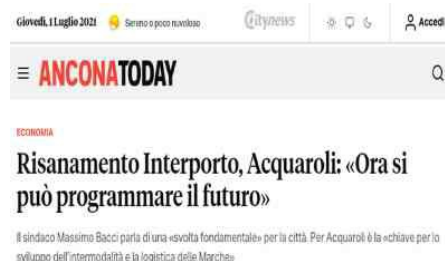 Giovedì, 1 Luglio 2021 Sereno o poco nuvoloso Citynews Accedi
ANCONATODAY
ECONOMIA
Risanamento Interporto, Acquaroli: «Ora si
può programmare il futuro»
Il sindaco Massimo Bacci parla di una «svolta fondamentale» per la città. Per Acquaroli è la «chiave per lo
sviluppo dell'intermodalità e la logistica delle Marche»